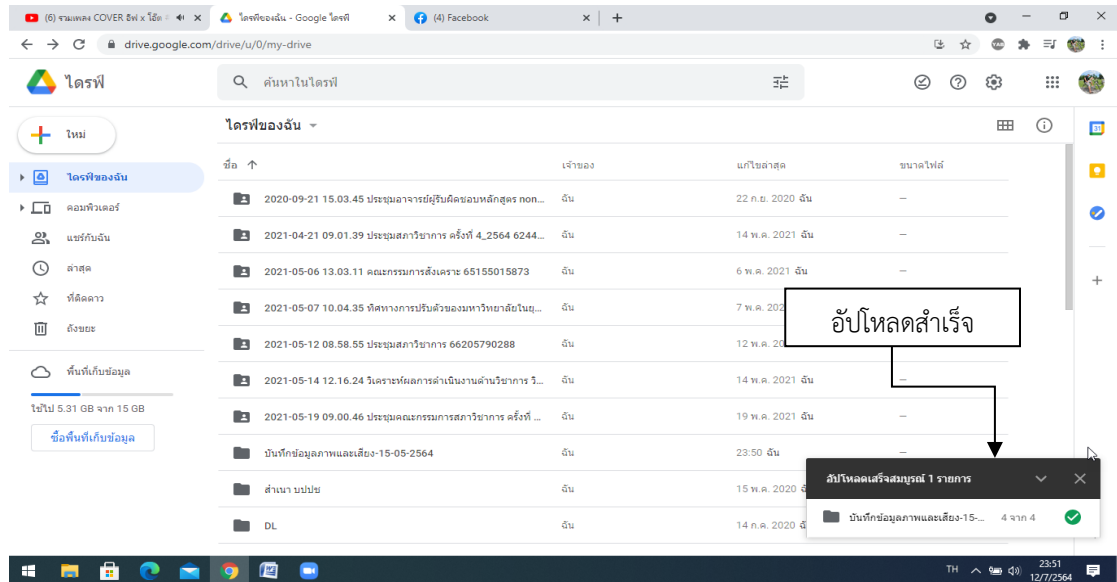 (6) รวมเพลง COVER อีฟ x โอ๊ต
ไดรฟ์ของฉัน - Google ไดรฟ์
(4) Facebook
drive.google.com/drive/u/0/my-drive
ไดรฟ์
ค้นหาในไดรฟ์
ใหม่
ไดรฟ์ของฉัน
คอมพิวเตอร์
แชร์กับฉัน
ล่าสุด
ที่ติดดาว
ถังขยะ
พื้นที่เก็บข้อมูล
ใช้ไป 5.31 GB จาก 15 GB
ซื้อพื้นที่เก็บข้อมูล
ไดรฟ์ของฉัน
ชื่อ เจ้าของ แก้ไขล่าสุด ขนาดไฟล์
2020-09-21 15.03.45 ประชุมอาจารย์ผู้รับผิดชอบหลักสูตร non... ฉัน 22 ก.ย. 2020 ฉัน –
2021-04-21 09.01.39 ประชุมสภาวิชาการ ครั้งที่ 4_2564 6244... ฉัน 14 พ.ค. 2021 ฉัน –
2021-05-06 13.03.11 คณะกรรมการสังเคราะ 65155015873 ฉัน 6 พ.ค. 2021 ฉัน –
2021-05-07 10.04.35 ทิศทางการปรับตัวของมหาวิทยาลัยในยุ... ฉัน 7 พ.ค. 202
2021-05-12 08.58.55 ประชุมสภาวิชาการ 66205790288 ฉัน 12 พ.ค. 20
2021-05-14 12.16.24 วิเคราะห์ผลการดำเนินงานด้านวิชาการ วิ... ฉัน 14 พ.ค. 2021 ฉัน –
2021-05-19 09.00.46 ประชุมคณะกรรมการสภาวิชาการ ครั้งที่ ... ฉัน 19 พ.ค. 2021 ฉัน –
บันทึกข้อมูลภาพและเสียง-15-05-2564 ฉัน 23:50 ฉัน –
สำเนา บปปช ฉัน 15 พ.ค. 2020 ฉ
DL ฉัน 14 ก.ค. 2020 ฉั
อัปโหลดสำเร็จ
อัปโหลดเสร็จสมบูรณ์ 1 รายการ
บันทึกข้อมูลภาพและเสียง-15-... 4 จาก 4
31
YAB
TH
23:51
12/7/2564